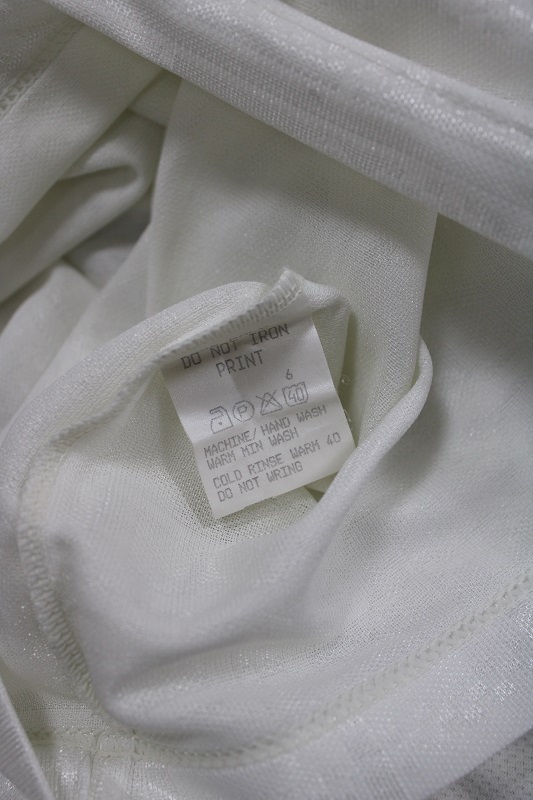 DO NOT IRON
PRINT
6
P 40
MACHINE/HAND WASH
WARM MIN WASH
COLD RINSE WARM 40
DO NOT WRING